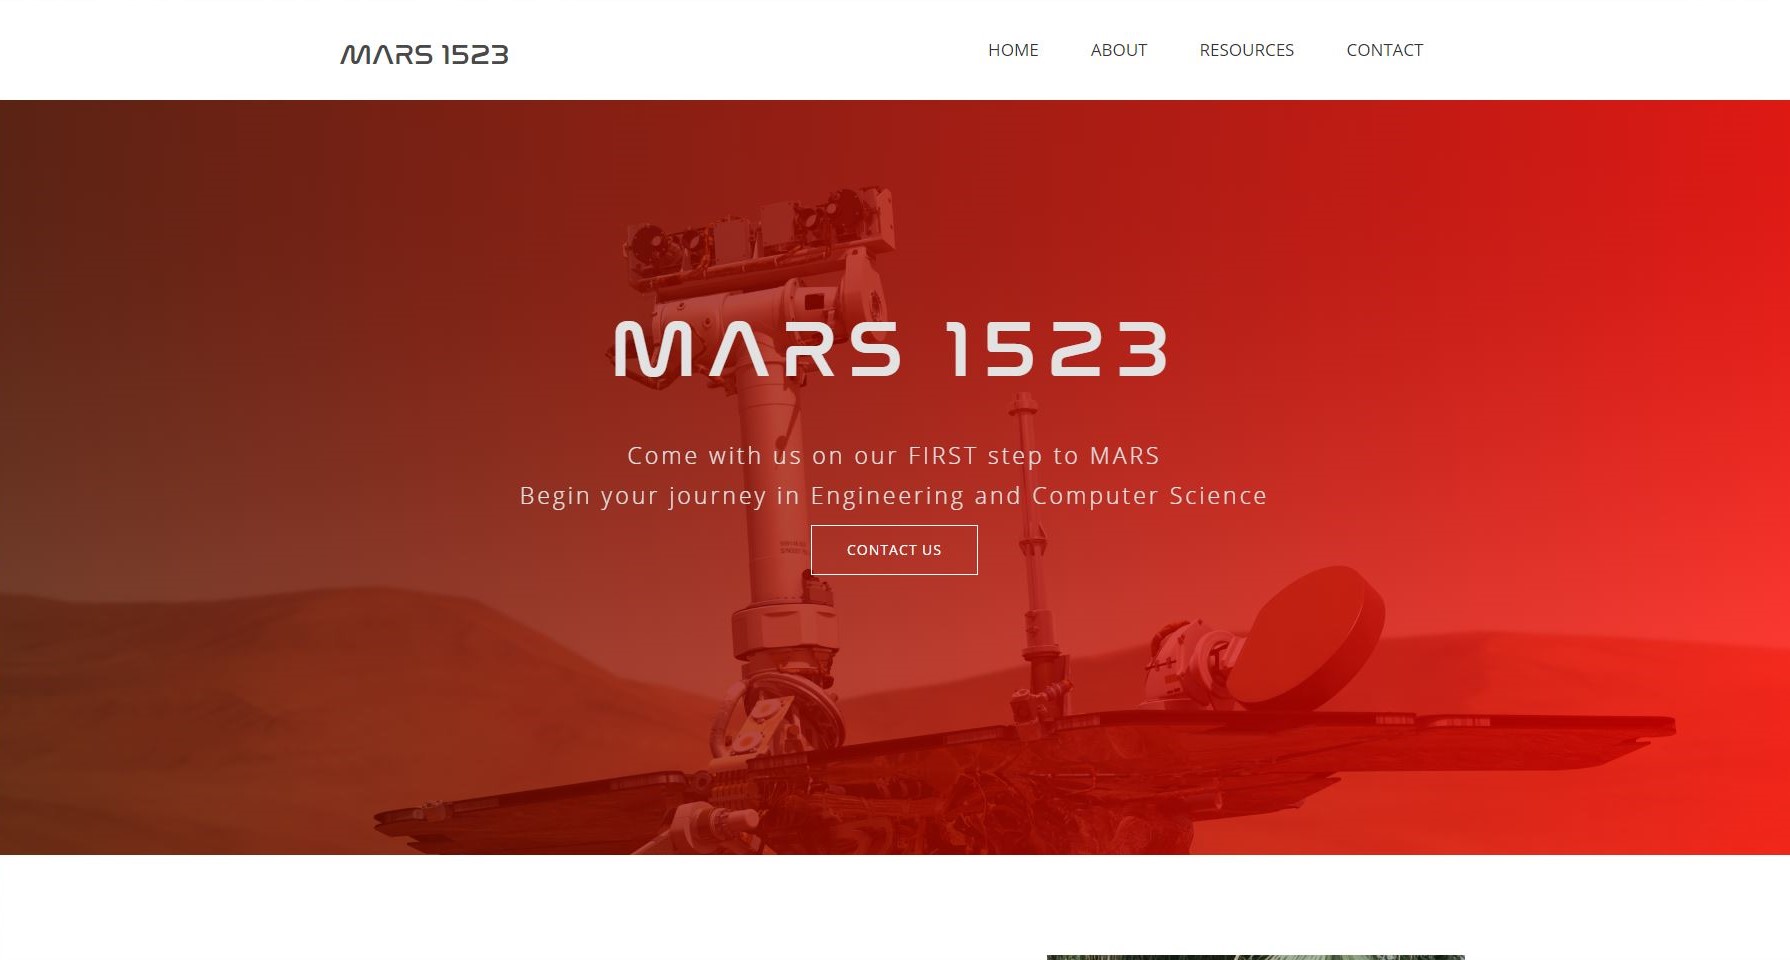 MARS 1523
HOME ABOUT RESOURCES CONTACT
MARS 1523
Come with us on our FIRST step to MARS
Begin your journey in Engineering and Computer Science
CONTACT US